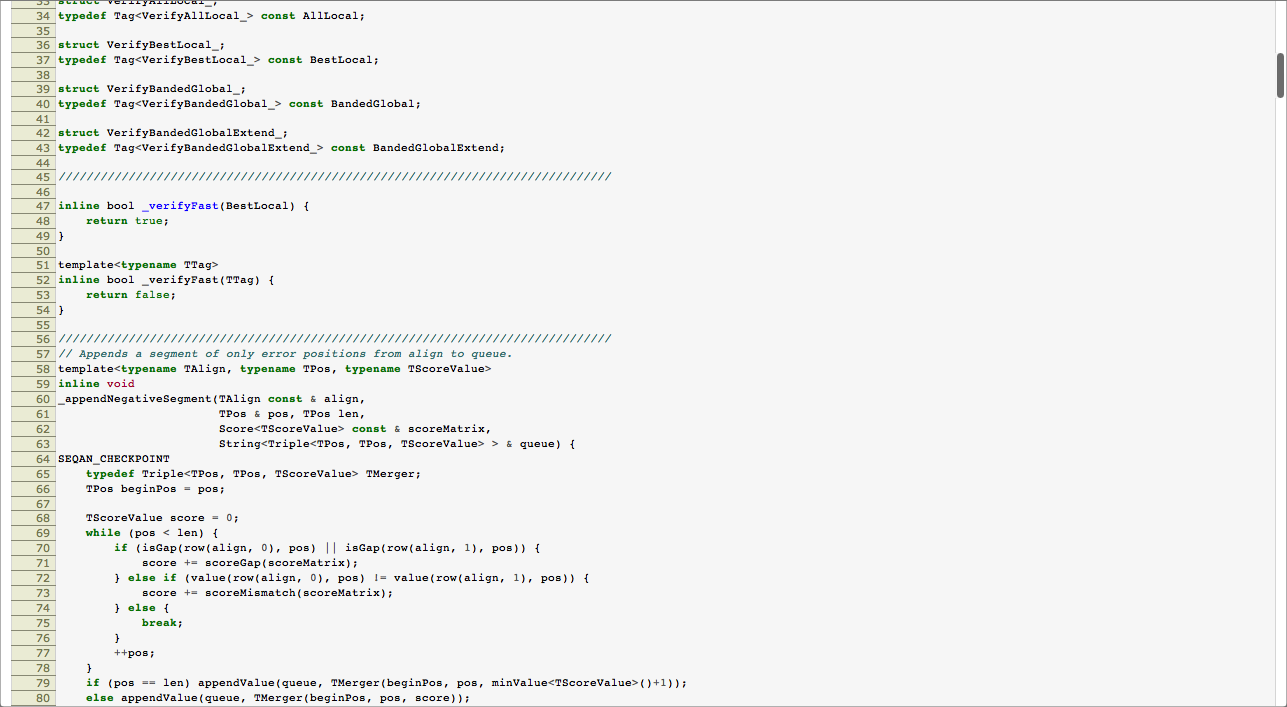 33 struct VerifyAllLocal_;
34 typedef Tag<VerifyAllLocal_> const AllLocal;
35
36 struct VerifyBestLocal_;
37 typedef Tag<VerifyBestLocal_> const BestLocal;
38
39 struct VerifyBandedGlobal_;
40 typedef Tag<VerifyBandedGlobal_> const BandedGlobal;
41
42 struct VerifyBandedGlobalExtend_;
43 typedef Tag<VerifyBandedGlobalExtend_> const BandedGlobalExtend;
44
45 ///////////////////////////////////////////////////////////////////////////////
46
47 inline bool _verifyFast(BestLocal) {
48     return true;
49 }
50
51 template<typename TTag>
52 inline bool _verifyFast(TTag) {
53     return false;
54 }
55
56 ///////////////////////////////////////////////////////////////////////////////
57 // Appends a segment of only error positions from align to queue.
58 template<typename TAlign, typename TPos, typename TScoreValue>
59 inline void
60 _appendNegativeSegment(TAlign const & align,
61                        TPos & pos, TPos len,
62                        Score<TScoreValue> const & scoreMatrix,
63                        String<Triple<TPos, TPos, TScoreValue> > & queue) {
64 SEQAN_CHECKPOINT
65     typedef Triple<TPos, TPos, TScoreValue> TMerger;
66     TPos beginPos = pos;
67
68     TScoreValue score = 0;
69     while (pos < len) {
70         if (isGap(row(align, 0), pos) || isGap(row(align, 1), pos)) {
71             score += scoreGap(scoreMatrix);
72         } else if (value(row(align, 0), pos) != value(row(align, 1), pos)) {
73             score += scoreMismatch(scoreMatrix);
74         } else {
75             break;
76         }
77         ++pos;
78     }
79     if (pos == len) appendValue(queue, TMerger(beginPos, pos, minValue<TScoreValue>()+1));
80     else appendValue(queue, TMerger(beginPos, pos, score));